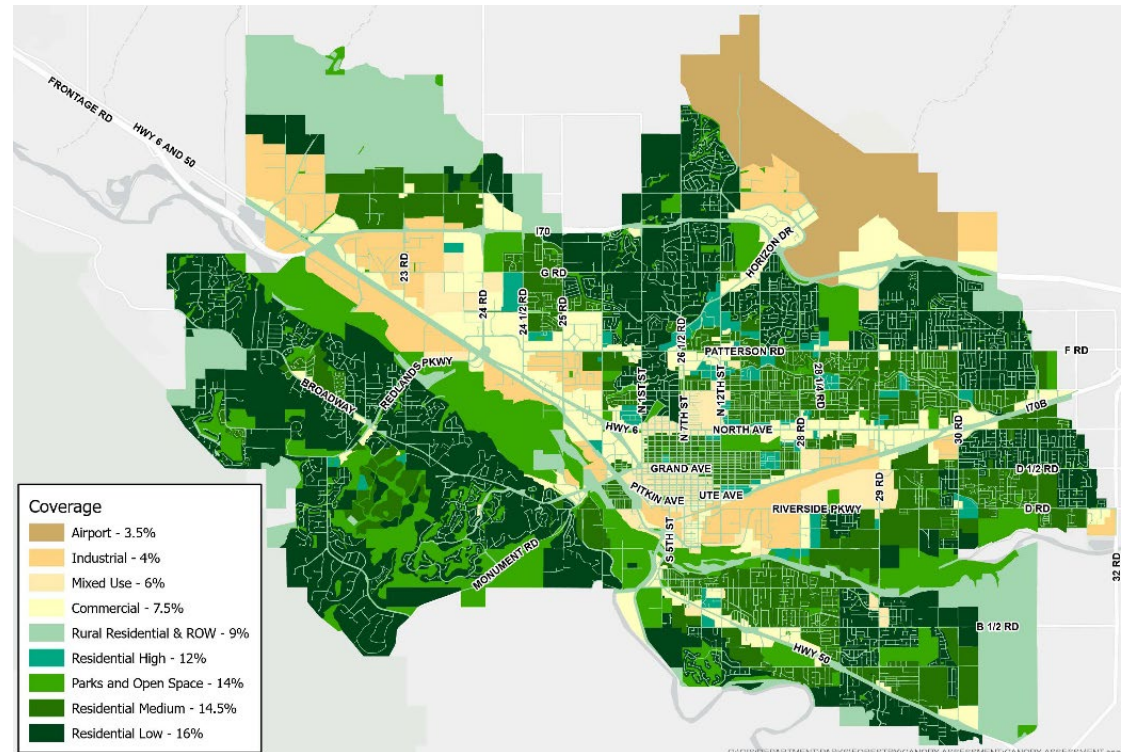 FRONTAGE RD
HWY 6 AND 50
I70
HORIZON DR
23 RD
G RD
24 RD
24 1/2 RD
25 RD
26 1/2 RD
PATTERSON RD
F RD
REDLANDS PKWY
BROADWAY
N 1ST ST
N 7TH ST
N 12TH ST
28 1/4 RD
I70B
HWY 6
NORTH AVE
28 RD
30 RD
GRAND AVE
D 1/2 RD
PITKIN AVE
UTE AVE
29 RD
RIVERSIDE PKWY
D RD
S 5TH ST
MONUMENT RD
32 RD
B 1/2 RD
HWY 50
Coverage
Airport - 3.5%
Industrial - 4%
Mixed Use - 6%
Commercial - 7.5%
Rural Residential & ROW - 9%
Residential High - 12%
Parks and Open Space - 14%
Residential Medium - 14.5%
Residential Low - 16%